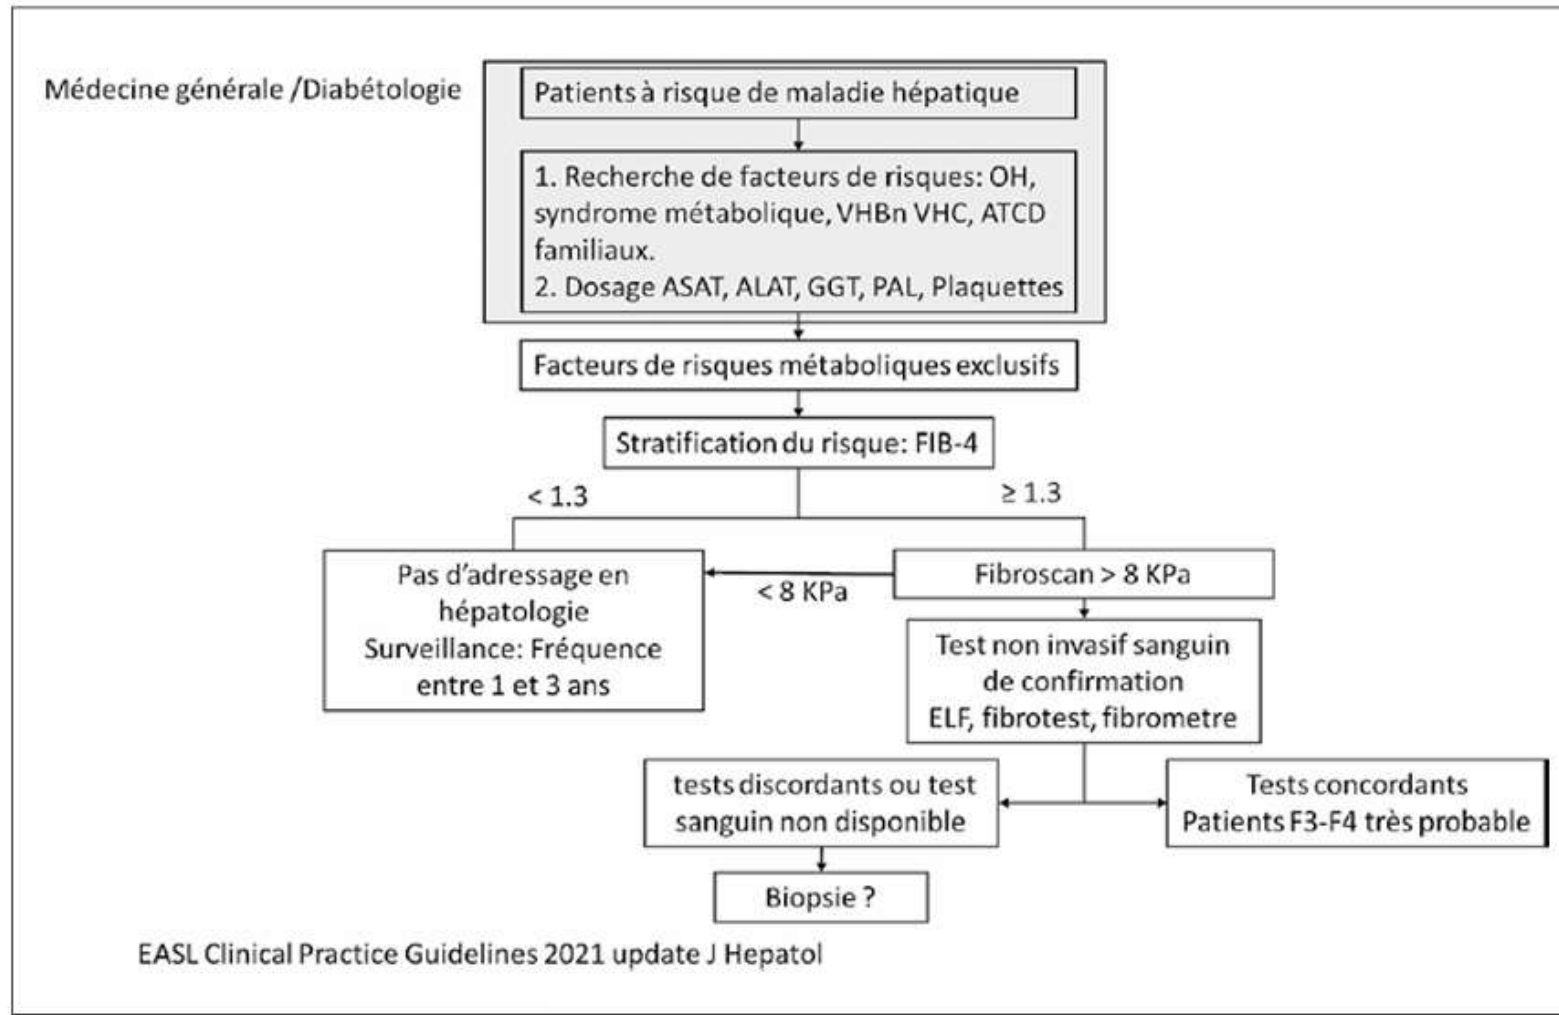 Médecine générale /Diabétologie
Patients à risque de maladie hépatique
1. Recherche de facteurs de risques: OH,
syndrome métabolique, VHBn VHC, ATCD
familiaux.
2. Dosage ASAT, ALAT, GGT, PAL, Plaquettes
Facteurs de risques métaboliques exclusifs
Stratification du risque: FIB-4
< 1.3
≥ 1.3
Pas d'adressage en
hépatologie
Surveillance: Fréquence
entre 1 et 3 ans
< 8 KPa
Fibroscan > 8 KPa
Test non invasif sanguin
de confirmation
ELF, fibrotest, fibrometre
tests discordants ou test
sanguin non disponible
Tests concordants
Patients F3-F4 très probable
Biopsie ?
EASL Clinical Practice Guidelines 2021 update J Hepatol